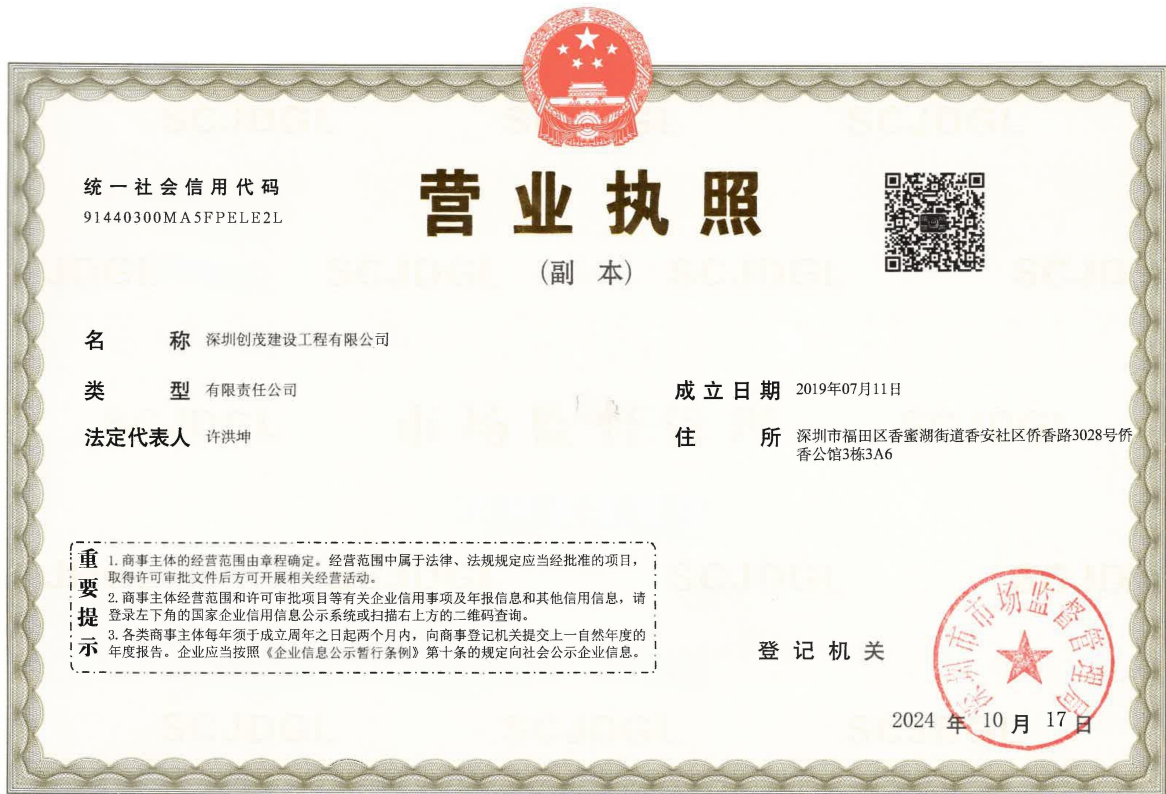 统一社会信用代码
91440300MA5FPELE2L
营业执照
(副 本)
名 称 深圳创茂建设工程有限公司
类 型 有限责任公司
成立日期 2019年07月11日
法定代表人 许洪坤
住 所 深圳市福田区香蜜湖街道香安社区侨香路3028号侨
香公馆3栋3A6
重要提示
1. 商事主体的经营范围由章程确定。经营范围中属于法律、法规规定应当经批准的项目，
取得许可审批文件后方可开展相关经营活动。
2. 商事主体经营范围和许可审批项目等有关企业信用事项及年报信息和其他信用信息，请
登录左下角的国家企业信用信息公示系统或扫描右上方的二维码查询。
3. 各类商事主体每年须于成立周年之日起两个月内，向商事登记机关提交上一自然年度的
年度报告。企业应当按照《企业信息公示暂行条例》第十条的规定向社会公示企业信息。
登记机关
深圳市市场监督管理局
2024 年 10 月 17 日
SCJDGL